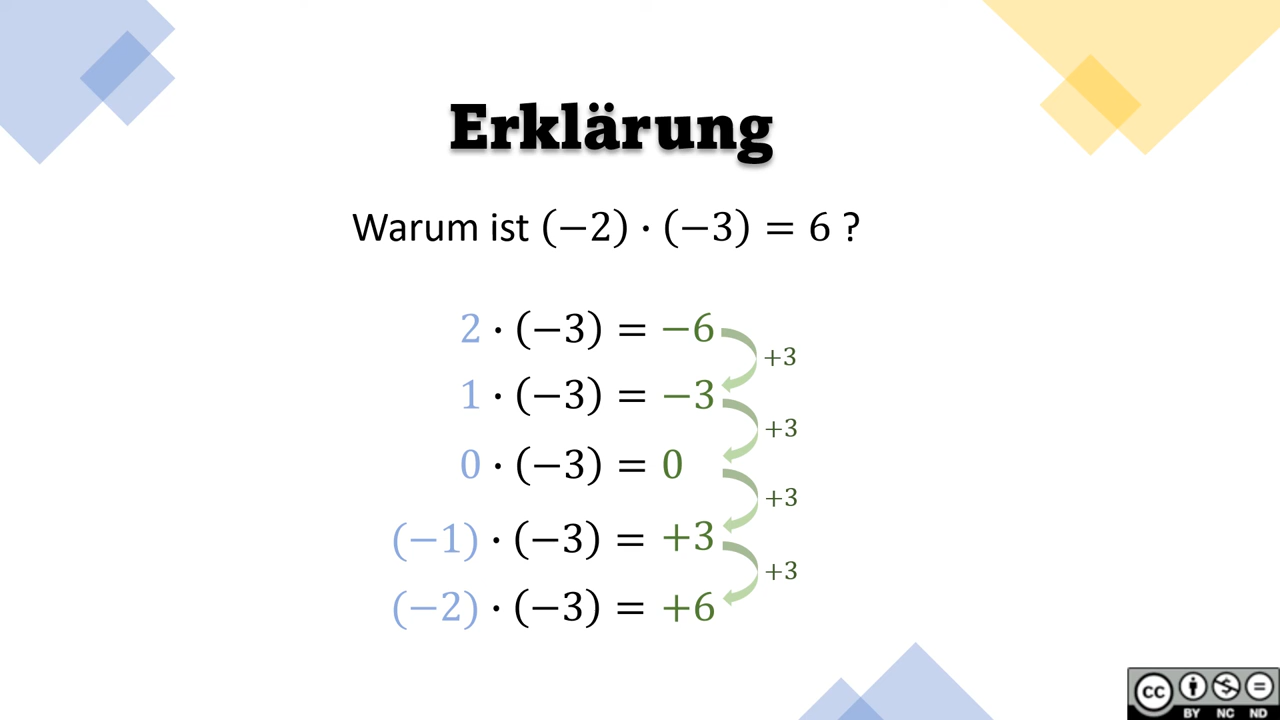 Erklärung
Warum ist (−2) · (−3) = 6 ?
2 · (−3) = −6
+3
1 · (−3) = −3
+3
0 · (−3) = 0
+3
(−1) · (−3) = +3
+3
(−2) · (−3) = +6
CC BY NC ND